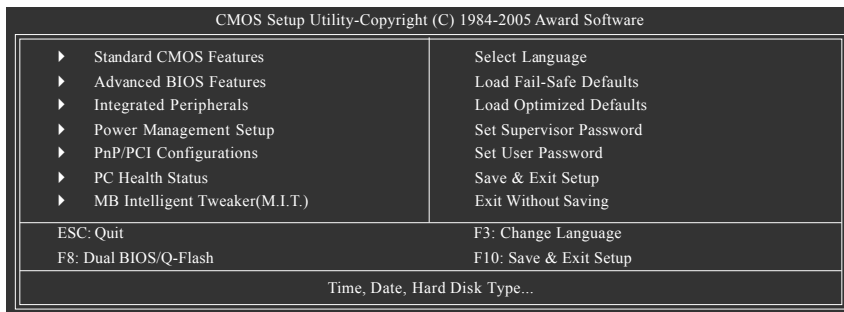 CMOS Setup Utility-Copyright (C) 1984-2005 Award Software
Standard CMOS Features
Advanced BIOS Features
Integrated Peripherals
Power Management Setup
PnP/PCI Configurations
PC Health Status
MB Intelligent Tweaker(M.I.T.)
Select Language
Load Fail-Safe Defaults
Load Optimized Defaults
Set Supervisor Password
Set User Password
Save & Exit Setup
Exit Without Saving
ESC: Quit
F3: Change Language
F8: Dual BIOS/Q-Flash
F10: Save & Exit Setup
Time, Date, Hard Disk Type...